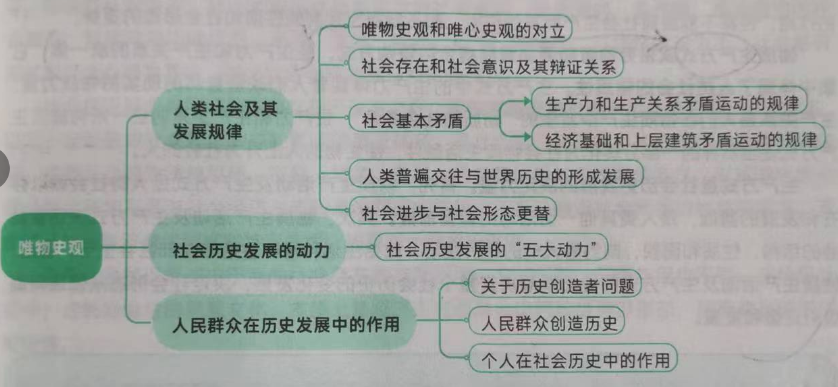 唯物史观和唯心史观的对立
社会存在和社会意识及其辩证关系
人类社会及其
发展规律
社会基本矛盾
生产力和生产关系矛盾运动的规律
经济基础和上层建筑矛盾运动的规律
人类普遍交往与世界历史的形成发展
社会进步与社会形态更替
唯物史观
社会历史发展的动力
社会历史发展的“五大动力”
关于历史创造者问题
人民群众在历史发展中的作用
人民群众创造历史
个人在社会历史中的作用